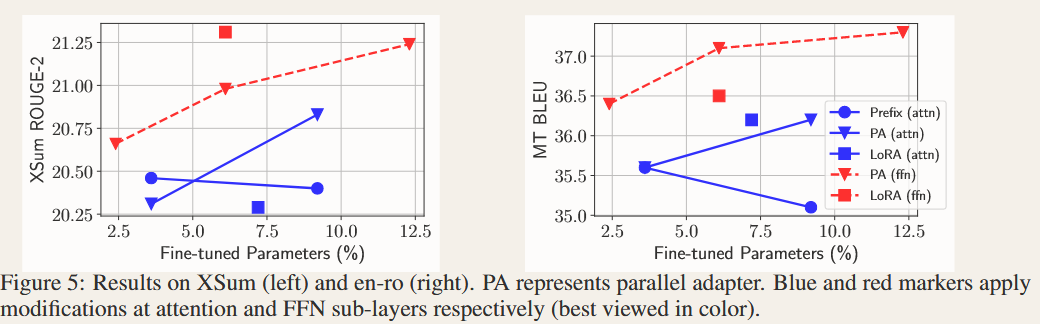 XSum ROUGE-2
21.25
21.00
20.75
20.50
20.25
2.5 5.0 7.5 10.0 12.5
Fine-tuned Parameters (%)
MT BLEU
37.0
36.5
36.0
35.5
35.0
2.5 5.0 7.5 10.0 12.5
Fine-tuned Parameters (%)
Prefix (attn)
PA (attn)
LoRA (attn)
PA (ffn)
LoRA (ffn)
Figure 5: Results on XSum (left) and en-ro (right). PA represents parallel adapter. Blue and red markers apply
modifications at attention and FFN sub-layers respectively (best viewed in color).